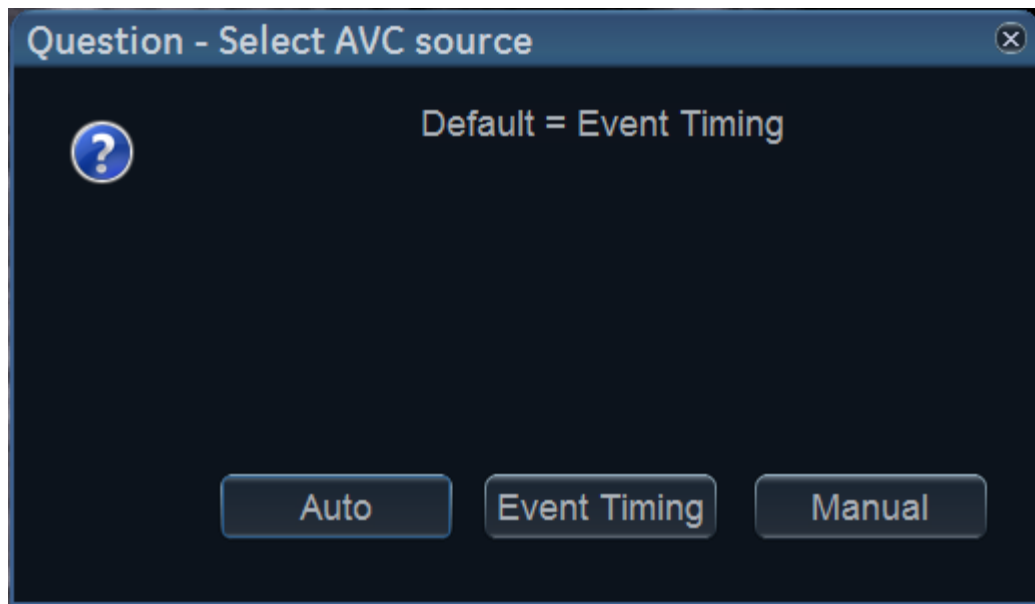 Question - Select AVC source
Default = Event Timing
Auto
Event Timing
Manual